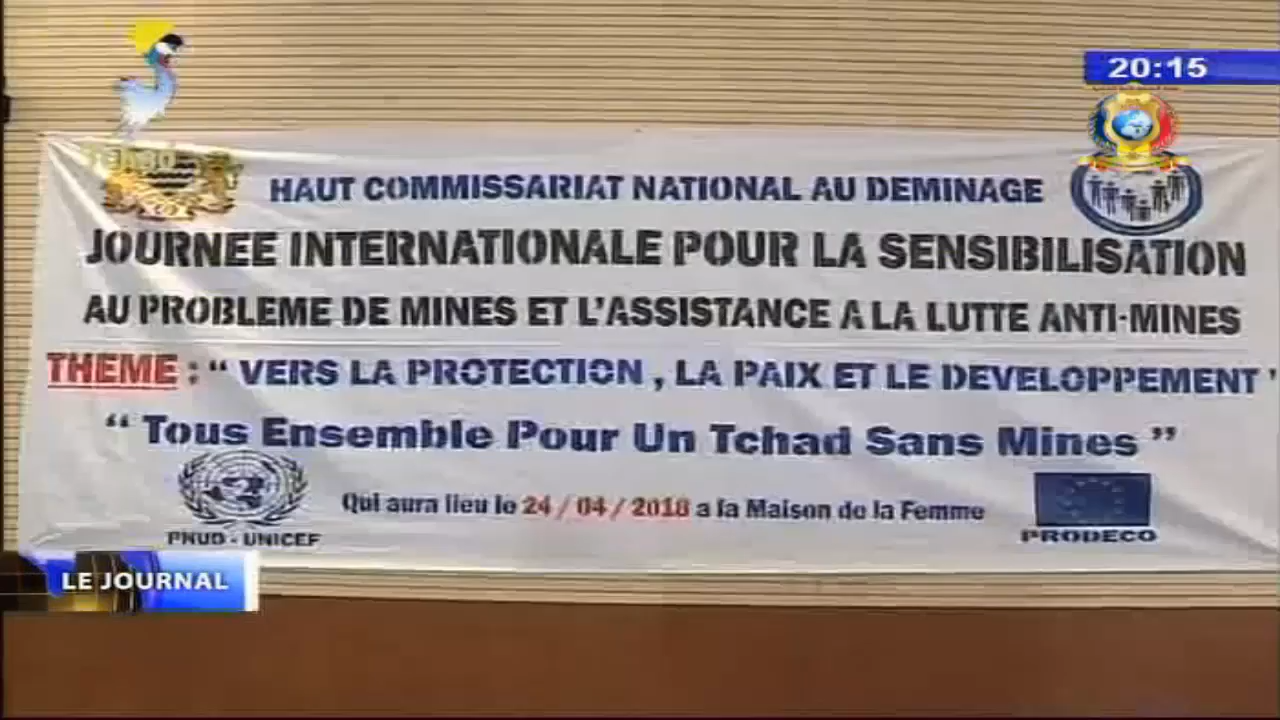 20:15
HAUT COMMISSARIAT NATIONAL AU DEMINAGE
JOURNEE INTERNATIONALE POUR LA SENSIBILISATION
AU PROBLEME DE MINES ET L'ASSISTANCE A LA LUTTE ANTI-MINES
THEME : “ VERS LA PROTECTION , LA PAIX ET LE DEVELOPPEMENT '
“ Tous Ensemble Pour Un Tchad Sans Mines ”
Qui aura lieu le 24 / 04 / 2018 a la Maison de la Femme
PNUD - UNICEF
PRODECO
LE JOURNAL